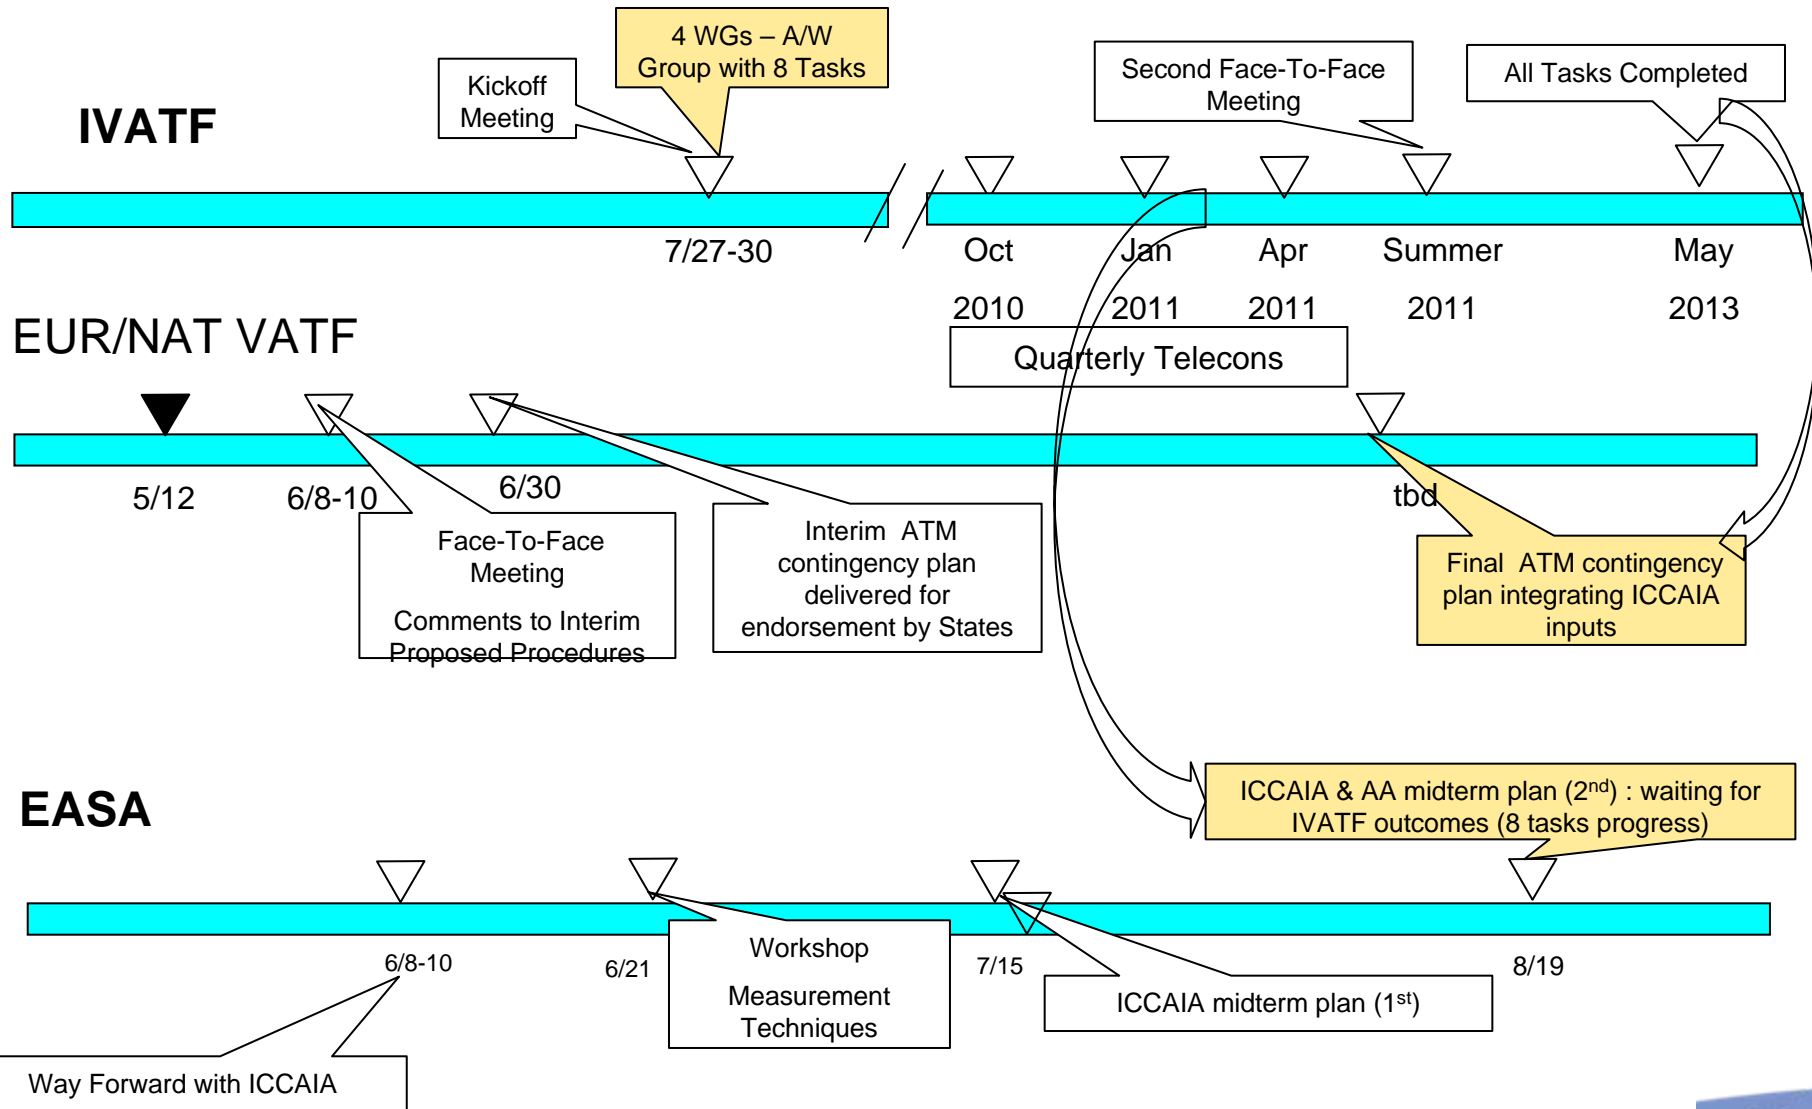 4 WGs – A/W
Group with 8 Tasks
Kickoff
Meeting
Second Face-To-Face
Meeting
All Tasks Completed
IVATF
7/27-30
Oct
Jan
Apr
Summer
May
2010
2011
2011
2011
2013
Quarterly Telecons
EUR/NAT VATF
5/12
6/8-10
6/30
tbd
Face-To-Face
Meeting
Comments to Interim
Proposed Procedures
Interim ATM
contingency plan
delivered for
endorsement by States
Final ATM contingency
plan integrating ICCAIA
inputs
EASA
ICCAIA & AA midterm plan (2nd) : waiting for
IVATF outcomes (8 tasks progress)
6/8-10
6/21
7/15
8/19
Workshop
Measurement
Techniques
ICCAIA midterm plan (1st)
Way Forward with ICCAIA